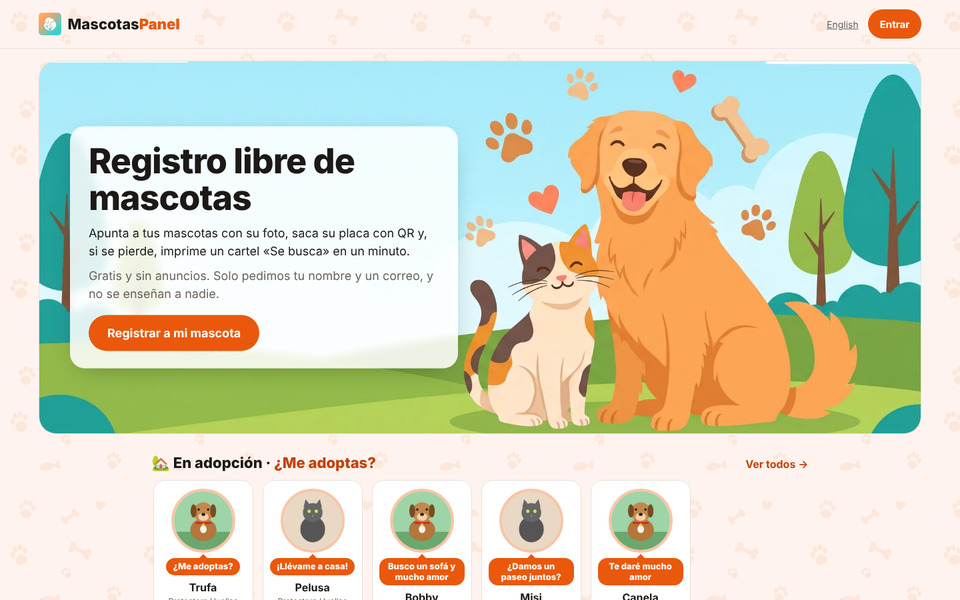 MascotasPanel
English
Entrar
Registro libre de
mascotas
Apunta a tus mascotas con su foto, saca su placa con QR y,
si se pierde, imprime un cartel «Se busca» en un minuto.
Gratis y sin anuncios. Solo pedimos tu nombre y un correo, y
no se enseñan a nadie.
Registrar a mi mascota
En adopción · ¿Me adoptas?
Ver todos →
¿Me adoptas?
Trufa
¡Llévame a casa!
Pelusa
Busco un sofá y
mucho amor
Bobby
¿Damos un
paseo juntos?
Misi
Te daré mucho
amor
Canela